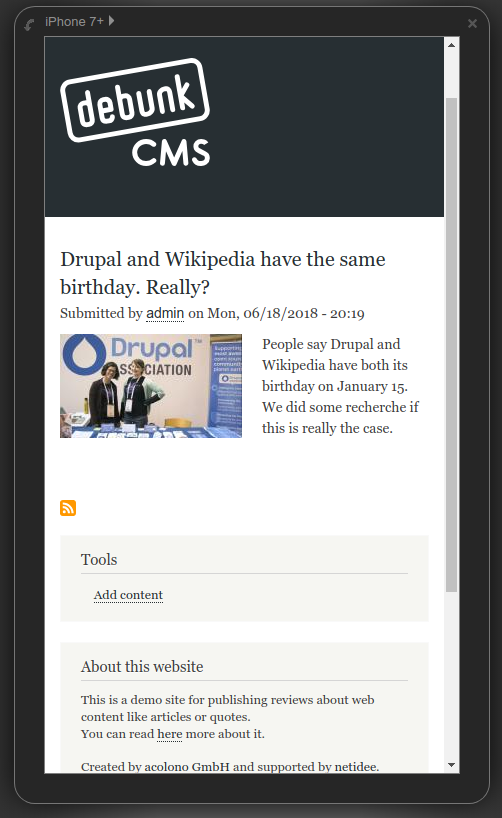 iPhone 7+
debunk
CMS
Drupal and Wikipedia have the same
birthday. Really?
Submitted by admin on Mon, 06/18/2018 - 20:19
Drupal™
ASSOCIATION
Supporting
People say Drupal and
Wikipedia have both its
birthday on January 15.
We did some recherche if
this is really the case.
Tools
Add content
About this website
This is a demo site for publishing reviews about web
content like articles or quotes.
You can read here more about it.
Created by acolono GmbH and supported by netidee.